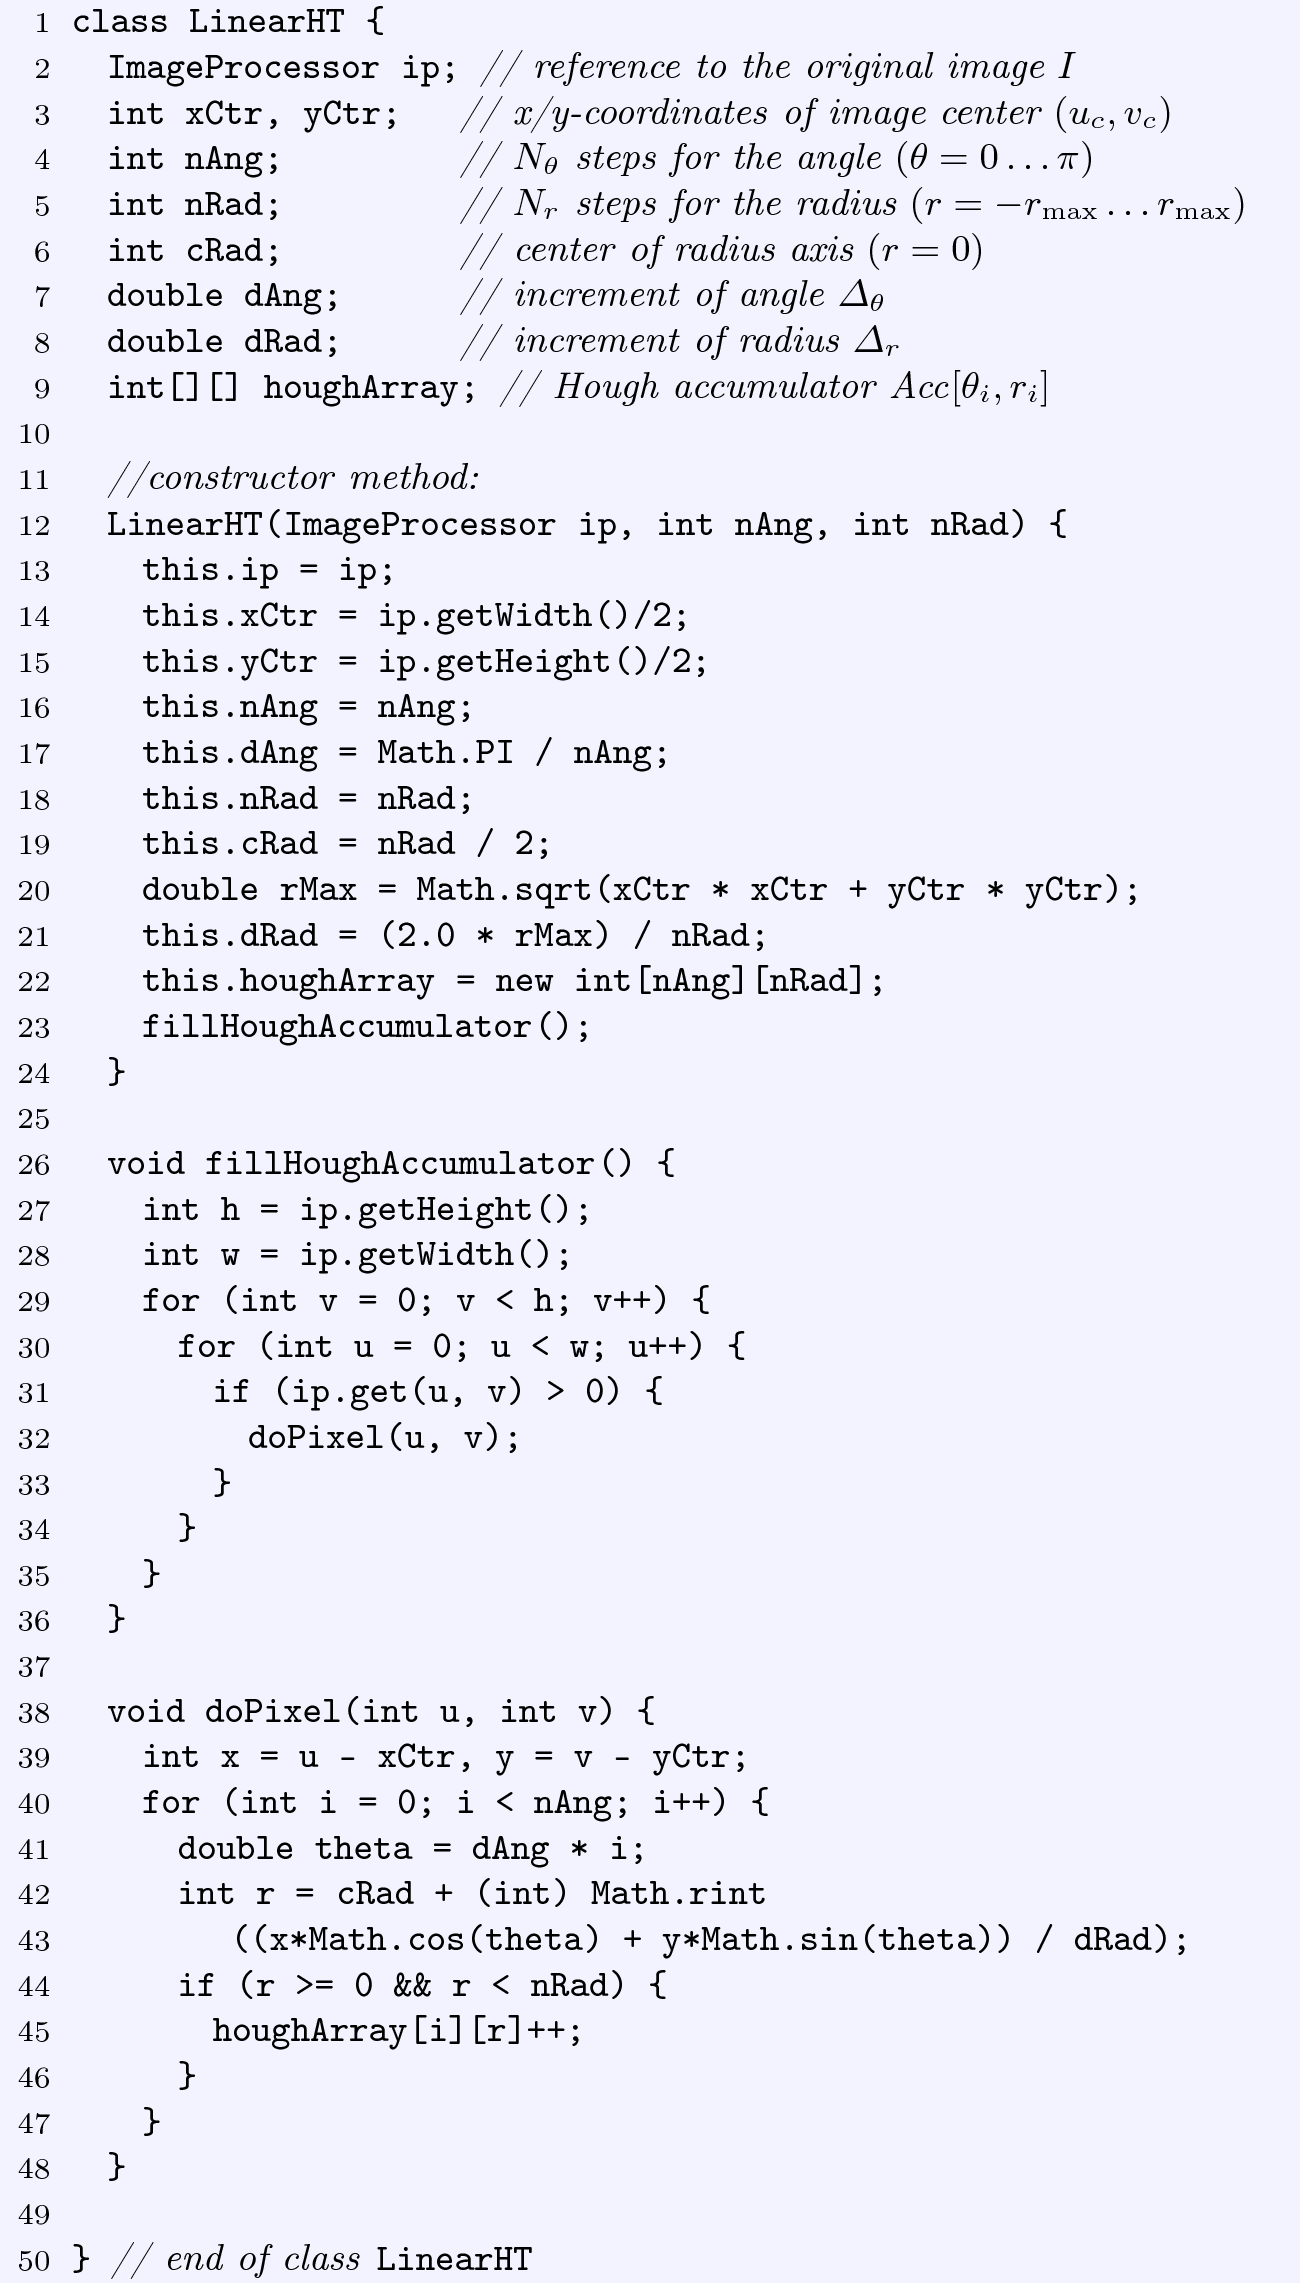 1 class LinearHT {
2   ImageProcessor ip; // reference to the original image I
3   int xCtr, yCtr;   // x/y-coordinates of image center (u_c, v_c)
4   int nAng;         // N_θ steps for the angle (θ = 0 … π)
5   int nRad;         // N_r steps for the radius (r = −r_max … r_max)
6   int cRad;         // center of radius axis (r = 0)
7   double dAng;      // increment of angle Δ_θ
8   double dRad;      // increment of radius Δ_r
9   int[][] houghArray; // Hough accumulator Acc[θ_i, r_i]
10
11   //constructor method:
12   LinearHT(ImageProcessor ip, int nAng, int nRad) {
13     this.ip = ip;
14     this.xCtr = ip.getWidth()/2;
15     this.yCtr = ip.getHeight()/2;
16     this.nAng = nAng;
17     this.dAng = Math.PI / nAng;
18     this.nRad = nRad;
19     this.cRad = nRad / 2;
20     double rMax = Math.sqrt(xCtr * xCtr + yCtr * yCtr);
21     this.dRad = (2.0 * rMax) / nRad;
22     this.houghArray = new int[nAng][nRad];
23     fillHoughAccumulator();
24   }
25
26   void fillHoughAccumulator() {
27     int h = ip.getHeight();
28     int w = ip.getWidth();
29     for (int v = 0; v < h; v++) {
30       for (int u = 0; u < w; u++) {
31         if (ip.get(u, v) > 0) {
32           doPixel(u, v);
33         }
34       }
35     }
36   }
37
38   void doPixel(int u, int v) {
39     int x = u - xCtr, y = v - yCtr;
40     for (int i = 0; i < nAng; i++) {
41       double theta = dAng * i;
42       int r = cRad + (int) Math.rint
43          ((x*Math.cos(theta) + y*Math.sin(theta)) / dRad);
44       if (r >= 0 && r < nRad) {
45         houghArray[i][r]++;
46       }
47     }
48   }
49
50 } // end of class LinearHT